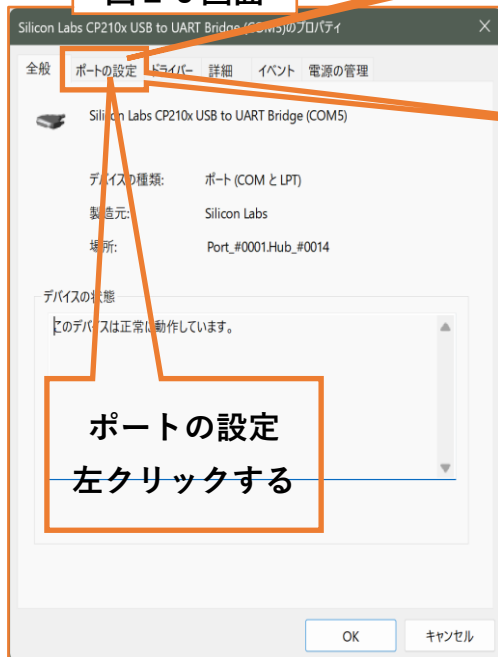 Silicon Labs CP210x USB to UART Bridge (COM5)のプロパティ
全般 ポートの設定 ドライバー 詳細 イベント 電源の管理
Silicon Labs CP210x USB to UART Bridge (COM5)
デバイスの種類: ポート (COM と LPT)
製造元: Silicon Labs
場所: Port_#0001.Hub_#0014
デバイスの状態
このデバイスは正常に動作しています。
ポートの設定
左クリックする
OK キャンセル